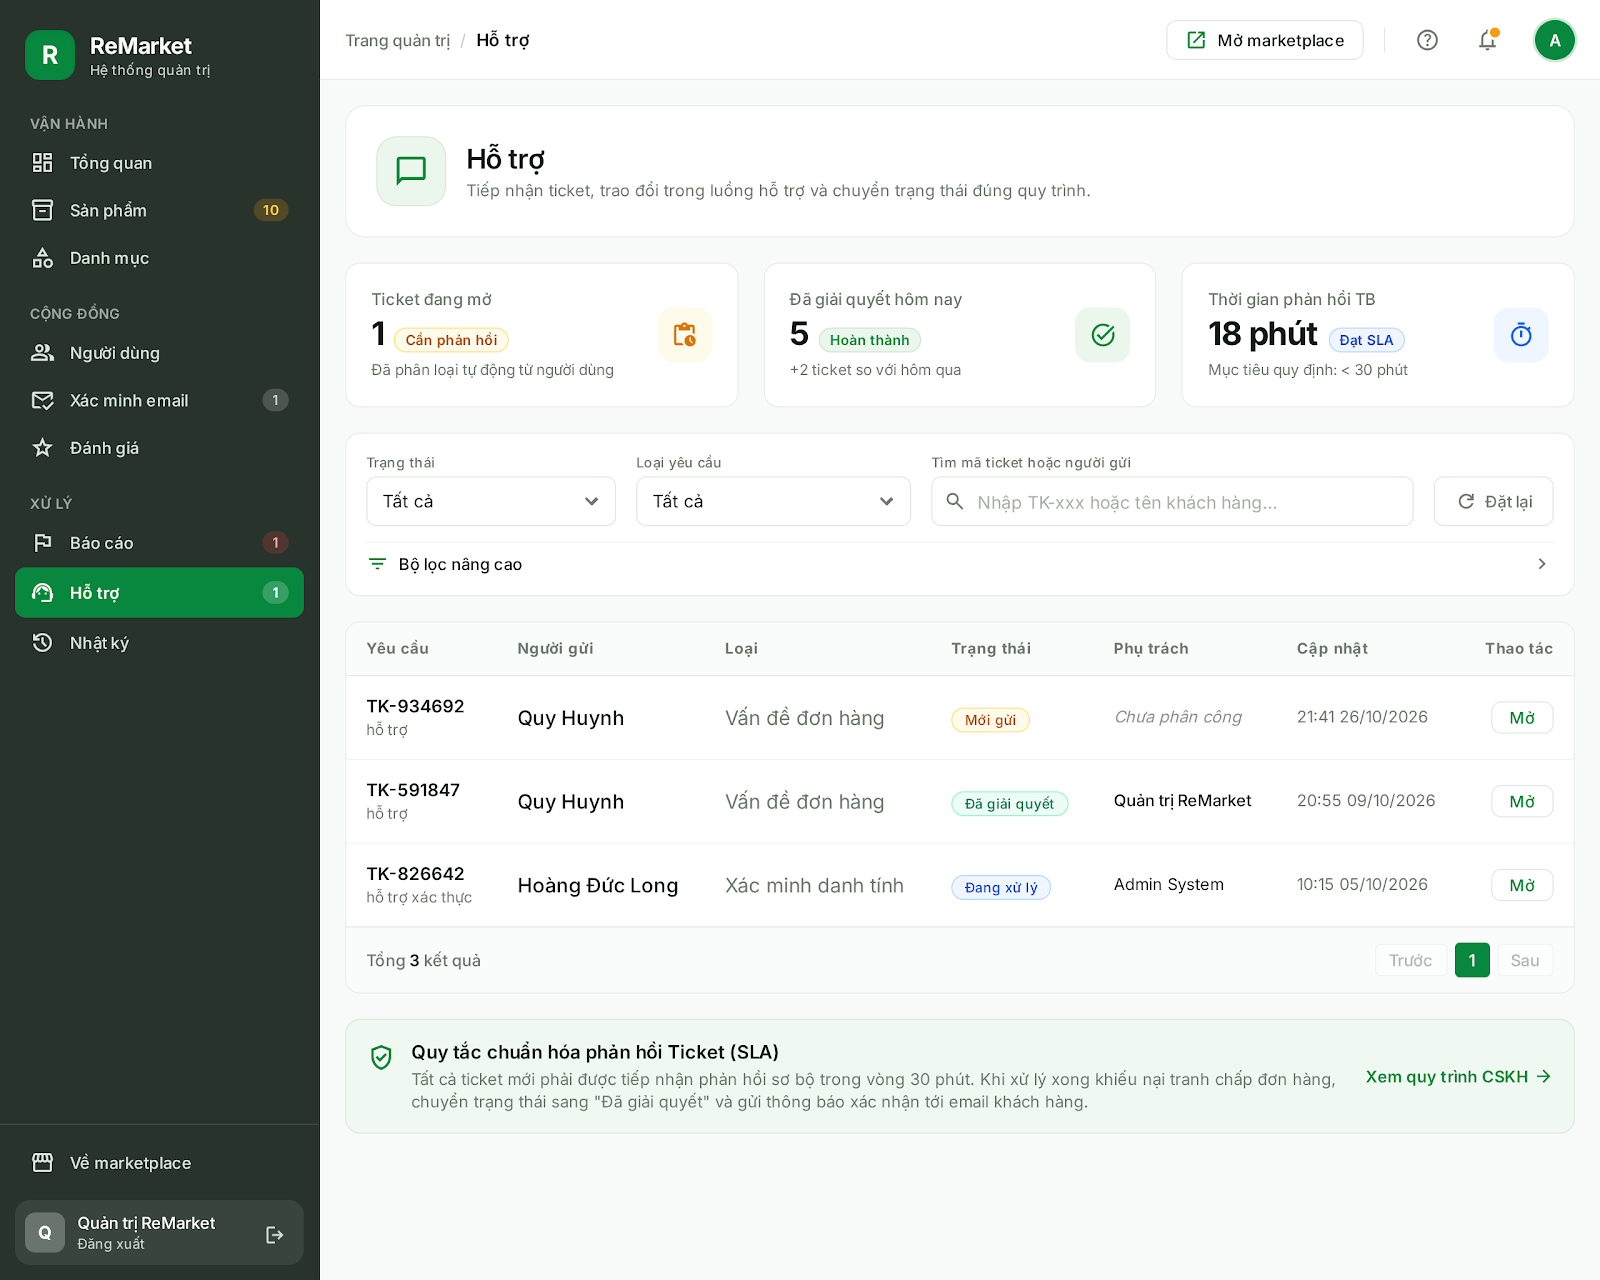 R
ReMarket
Hệ thống quản trị
VẬN HÀNH
Tổng quan
Sản phẩm 10
Danh mục
CỘNG ĐỒNG
Người dùng
Xác minh email 1
Đánh giá
XỬ LÝ
Báo cáo 1
Hỗ trợ 1
Nhật ký
Về marketplace
Q
Quản trị ReMarket
Đăng xuất
Trang quản trị / Hỗ trợ
Mở marketplace
A
Hỗ trợ
Tiếp nhận ticket, trao đổi trong luồng hỗ trợ và chuyển trạng thái đúng quy trình.
Ticket đang mở
1 Cần phản hồi
Đã phân loại tự động từ người dùng
Đã giải quyết hôm nay
5 Hoàn thành
+2 ticket so với hôm qua
Thời gian phản hồi TB
18 phút Đạt SLA
Mục tiêu quy định: < 30 phút
Trạng thái
Tất cả
Loại yêu cầu
Tất cả
Tìm mã ticket hoặc người gửi
Nhập TK-xxx hoặc tên khách hàng...
Đặt lại
Bộ lọc nâng cao
Yêu cầu Người gửi Loại Trạng thái Phụ trách Cập nhật Thao tác
TK-934692
hỗ trợ
Quy Huynh Vấn đề đơn hàng Mới gửi Chưa phân công 21:41 26/10/2026 Mở
TK-591847
hỗ trợ
Quy Huynh Vấn đề đơn hàng Đã giải quyết Quản trị ReMarket 20:55 09/10/2026 Mở
TK-826642
hỗ trợ xác thực
Hoàng Đức Long Xác minh danh tính Đang xử lý Admin System 10:15 05/10/2026 Mở
Tổng 3 kết quả
Trước 1 Sau
Quy tắc chuẩn hóa phản hồi Ticket (SLA)
Tất cả ticket mới phải được tiếp nhận phản hồi sơ bộ trong vòng 30 phút. Khi xử lý xong khiếu nại tranh chấp đơn hàng,
chuyển trạng thái sang "Đã giải quyết" và gửi thông báo xác nhận tới email khách hàng.
Xem quy trình CSKH